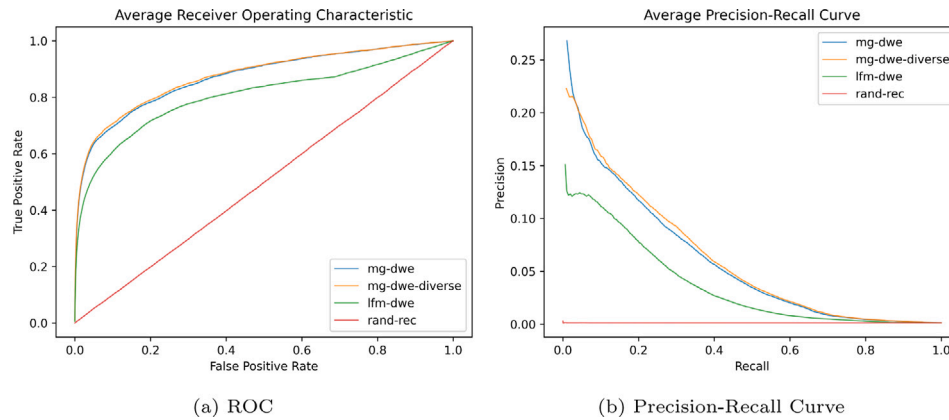 Average Receiver Operating Characteristic
1.0
0.8
0.6
0.4
0.2
0.0
True Positive Rate
0.0 0.2 0.4 0.6 0.8 1.0
False Positive Rate
mg-dwe
mg-dwe-diverse
lfm-dwe
rand-rec
(a) ROC
Average Precision-Recall Curve
0.25
0.20
0.15
0.10
0.05
0.00
Precision
0.0 0.2 0.4 0.6 0.8 1.0
Recall
mg-dwe
mg-dwe-diverse
lfm-dwe
rand-rec
(b) Precision-Recall Curve